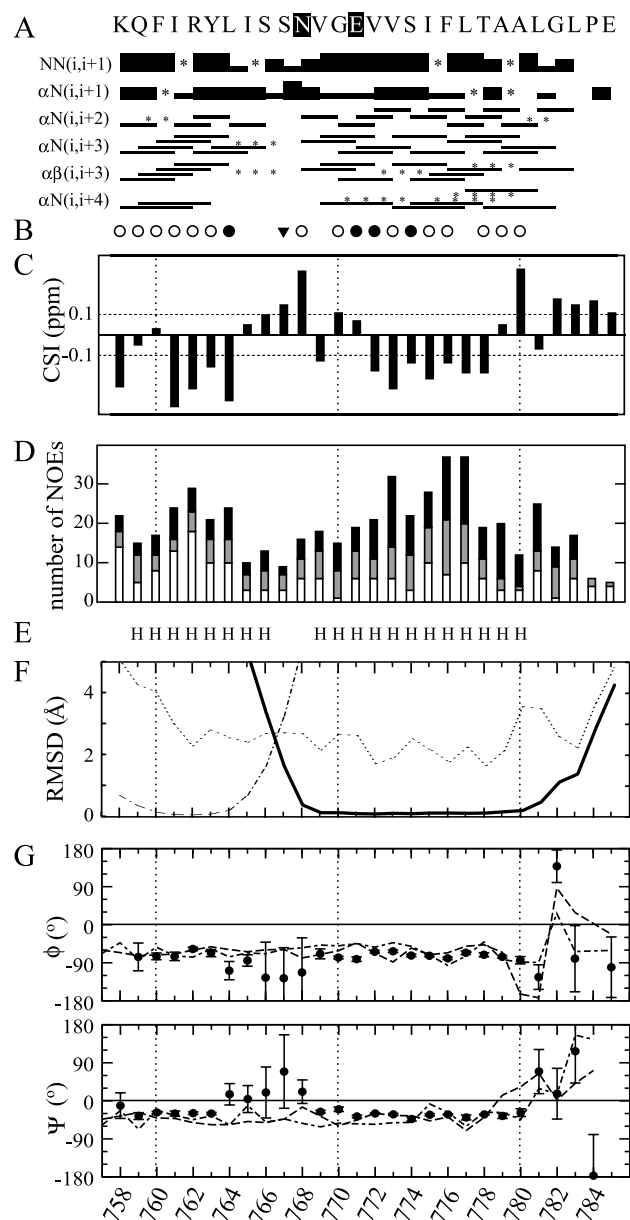 A
K Q F I R Y L I S S N V G E V V S I F L T A A L G L P E
NN(i,i+1)
* * * *
αN(i,i+1)
* * *
αN(i,i+2)
* * * *
αN(i,i+3)
* * *
αβ(i,i+3)
* * * * * * * * *
αN(i,i+4)
* * * * * * * * * *
B
C
CSI (ppm)
0.1
-0.1
D
number of NOEs
30
20
10
0
E
H H H H H H H H H H H H H H H H H H H H
F
RMSD (Å)
4
2
0
G
ϕ (°)
180
90
0
-90
-180
Ψ (°)
180
90
0
-90
-180
758 760 762 764 766 768 770 772 774 776 778 780 782 784